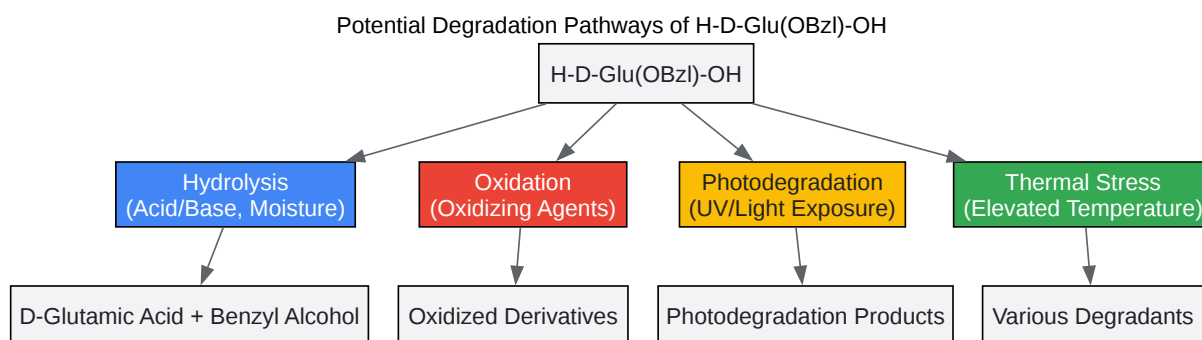 Potential Degradation Pathways of H-D-Glu(OBzl)-OH
H-D-Glu(OBzl)-OH
Hydrolysis
(Acid/Base, Moisture)
Oxidation
(Oxidizing Agents)
Photodegradation
(UV/Light Exposure)
Thermal Stress
(Elevated Temperature)
D-Glutamic Acid + Benzyl Alcohol
Oxidized Derivatives
Photodegradation Products
Various Degradants